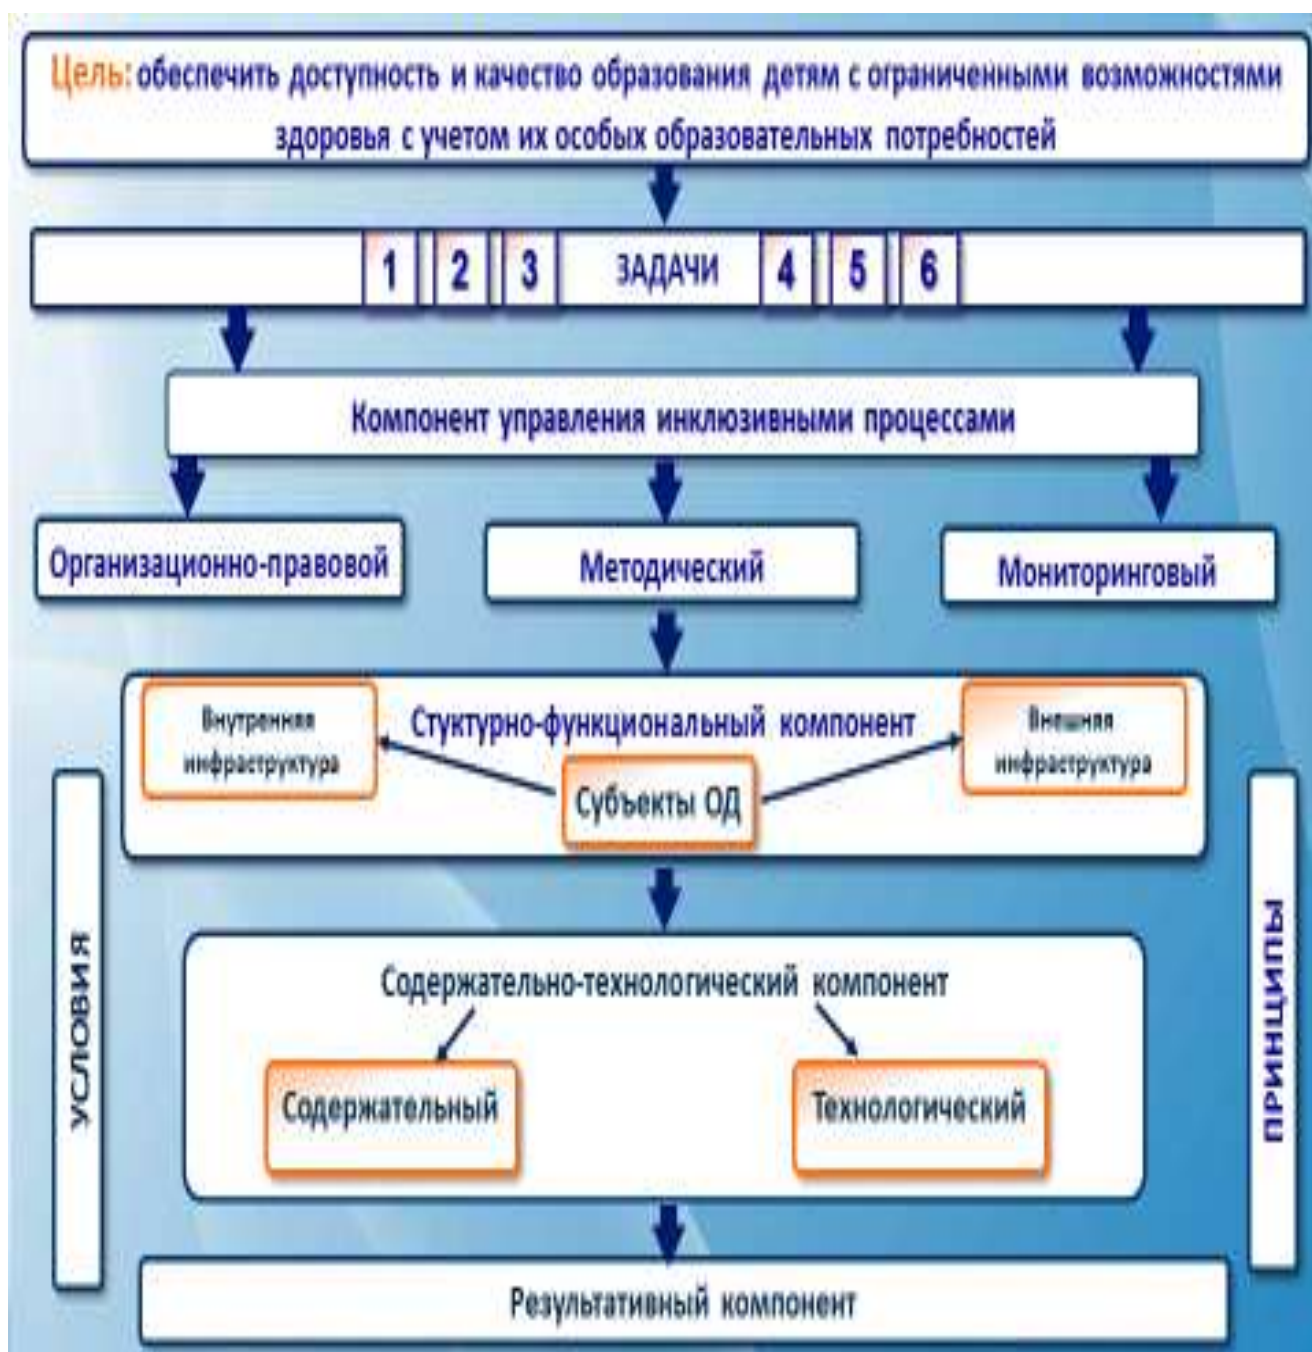 Цель: обеспечить доступность и качество образования детям с ограниченными возможностями
здоровья с учетом их особых образовательных потребностей
1 2 3 ЗАДАЧИ 4 5 6
Компонент управления инклюзивными процессами
Организационно-правовой
Методический
Мониторинговый
Стуктурно-функциональный компонент
Внутренняя
инфраструктура
Внешняя
инфраструктура
Субъекты ОД
УСЛОВИЯ
ПРИНЦИПЫ
Содержательно-технологический компонент
Содержательный
Технологический
Результативный компонент